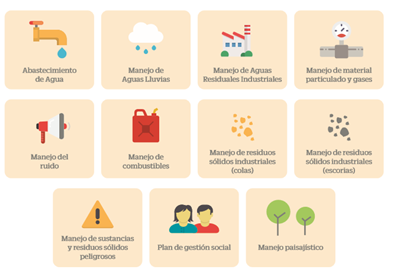 Abastecimiento
de Agua
Manejo de
Aguas Lluvias
Manejo de Aguas
Residuales Industriales
Manejo de material
particulado y gases
Manejo del
ruido
Manejo de
combustibles
Manejo de residuos
sólidos industriales
(colas)
Manejo de residuos
sólidos industriales
(escorias)
Manejo de sustancias
y residuos sólidos
peligrosos
Plan de gestión social
Manejo paisajístico